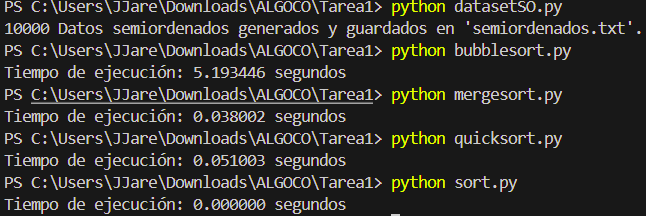 PS C:\Users\JJare\Downloads\ALGOCO\Tarea1> python datasetSO.py
10000 Datos semiordenados generados y guardados en 'semiordenados.txt'.
PS C:\Users\JJare\Downloads\ALGOCO\Tarea1> python bubblesort.py
Tiempo de ejecución: 5.193446 segundos
PS C:\Users\JJare\Downloads\ALGOCO\Tarea1> python mergesort.py
Tiempo de ejecución: 0.038002 segundos
PS C:\Users\JJare\Downloads\ALGOCO\Tarea1> python quicksort.py
Tiempo de ejecución: 0.051003 segundos
PS C:\Users\JJare\Downloads\ALGOCO\Tarea1> python sort.py
Tiempo de ejecución: 0.000000 segundos